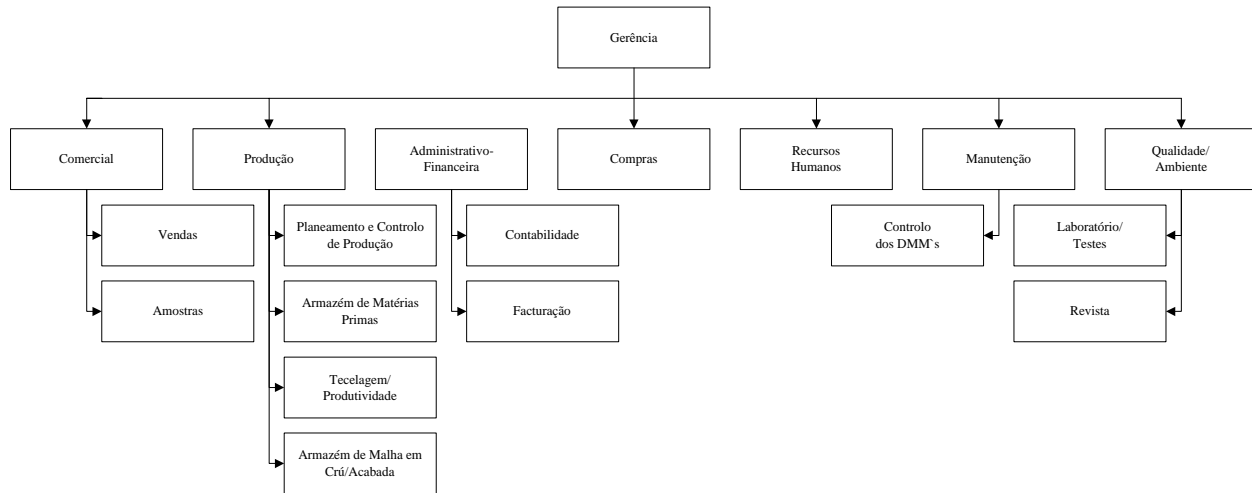 Gerência
Comercial
Produção
Administrativo-
Financeira
Compras
Recursos
Humanos
Manutenção
Qualidade/
Ambiente
Vendas
Planeamento e Controlo
de Produção
Contabilidade
Controlo
dos DMM`s
Laboratório/
Testes
Amostras
Armazém de Matérias
Primas
Facturação
Revista
Tecelagem/
Produtividade
Armazém de Malha em
Crú/Acabada